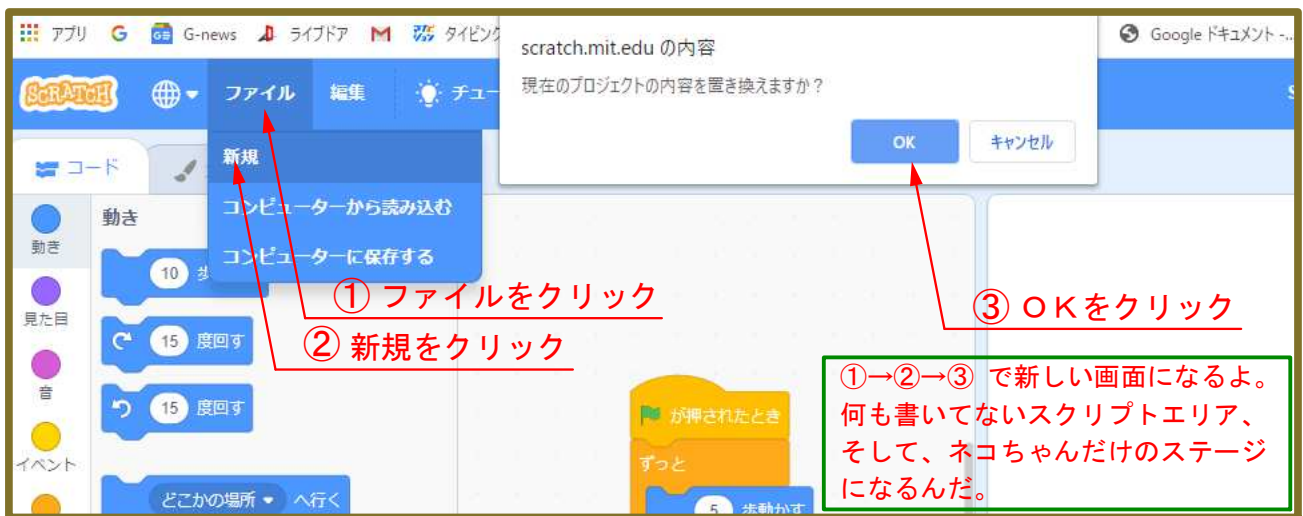 アプリ G-news ライブドア タイピング
Google ドキュメント -...
scratch.mit.edu の内容
現在のプロジェクトの内容を置き換えますか?
OK キャンセル
SCRATCH ファイル 編集 チュー
コード
新規
コンピューターから読み込む
コンピューターに保存する
動き
動き
見た目
音
イベント
10 歩
15 度回す
15 度回す
どこかの場所 へ行く
① ファイルをクリック
② 新規をクリック
③ OKをクリック
が押されたとき
ずっと
5 歩動かす
①→②→③ で新しい画面になるよ。
何も書いてないスクリプトエリア、
そして、ネコちゃんだけのステージ
になるんだ。